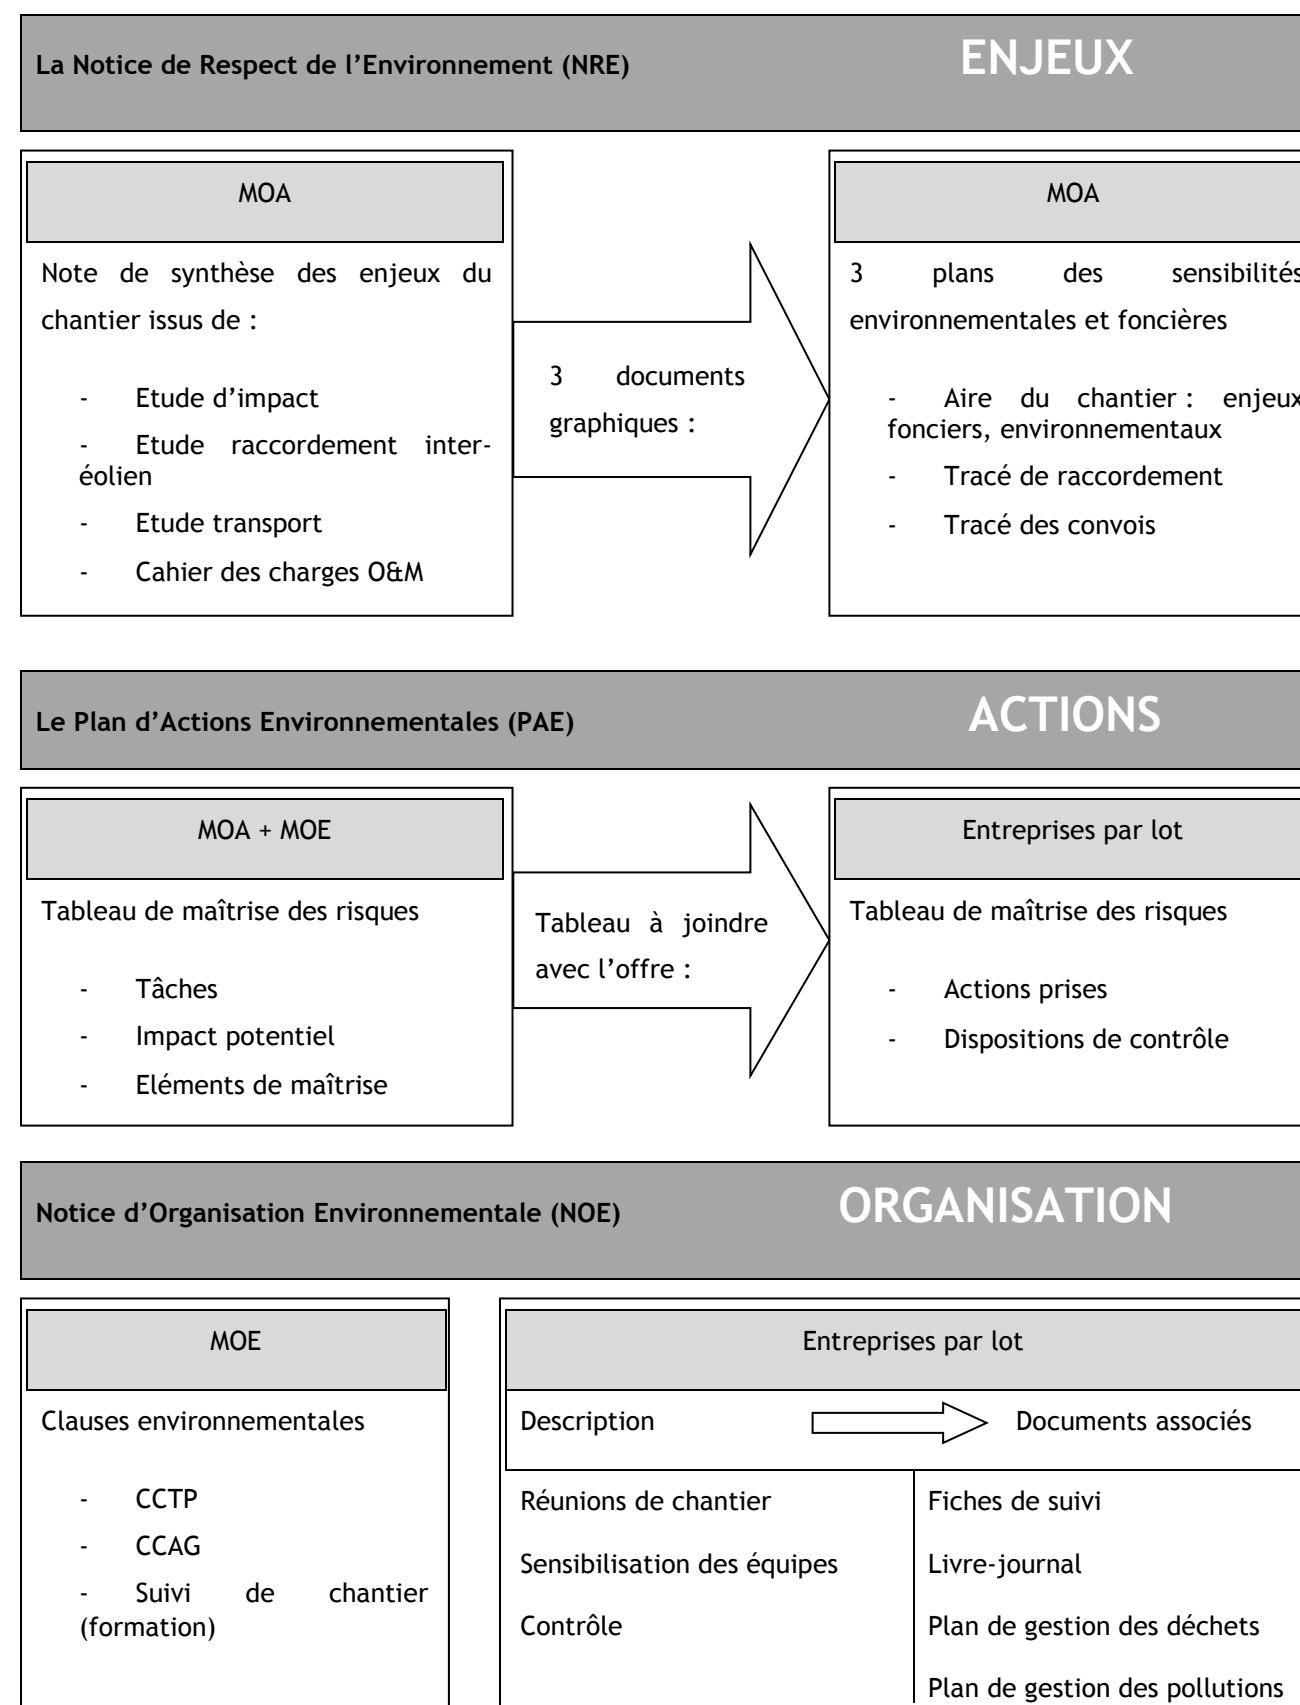 La Notice de Respect de l’Environnement (NRE)
ENJEUX
MOA
Note de synthèse des enjeux du
chantier issus de :
- Etude d’impact
- Etude raccordement inter-
éolien
- Etude transport
- Cahier des charges O&M
3 documents
graphiques :
MOA
3 plans des sensibilités
environnementales et foncières
- Aire du chantier : enjeux
fonciers, environnementaux
- Tracé de raccordement
- Tracé des convois
Le Plan d’Actions Environnementales (PAE)
ACTIONS
MOA + MOE
Tableau de maîtrise des risques
- Tâches
- Impact potentiel
- Eléments de maîtrise
Tableau à joindre
avec l’offre :
Entreprises par lot
Tableau de maîtrise des risques
- Actions prises
- Dispositions de contrôle
Notice d’Organisation Environnementale (NOE)
ORGANISATION
MOE
Clauses environnementales
- CCTP
- CCAG
- Suivi de chantier
(formation)
Entreprises par lot
Description
Documents associés
Réunions de chantier
Sensibilisation des équipes
Contrôle
Fiches de suivi
Livre-journal
Plan de gestion des déchets
Plan de gestion des pollutions